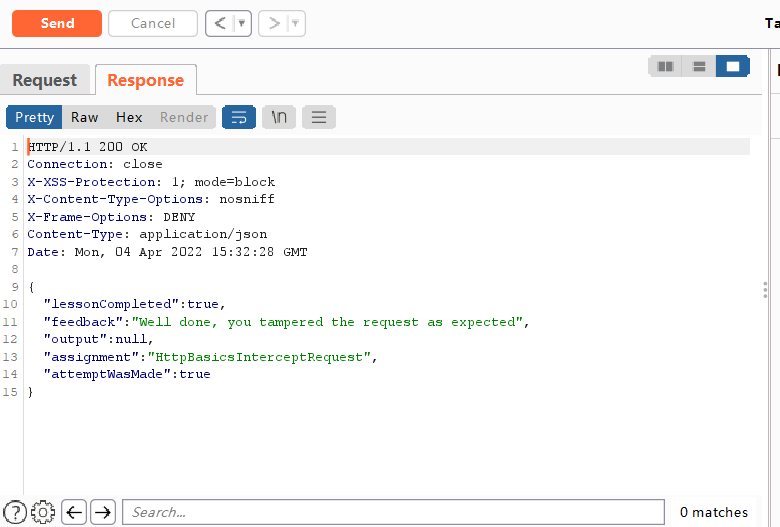 Send Cancel < > Ta
Request Response
Pretty Raw Hex Render \n
1 HTTP/1.1 200 OK
2 Connection: close
3 X-XSS-Protection: 1; mode=block
4 X-Content-Type-Options: nosniff
5 X-Frame-Options: DENY
6 Content-Type: application/json
7 Date: Mon, 04 Apr 2022 15:32:28 GMT
8
9 {
10 "lessonCompleted":true,
11 "feedback":"Well done, you tampered the request as expected",
12 "output":null,
13 "assignment":"HttpBasicsInterceptRequest",
14 "attemptWasMade":true
15 }
? Search... 0 matches